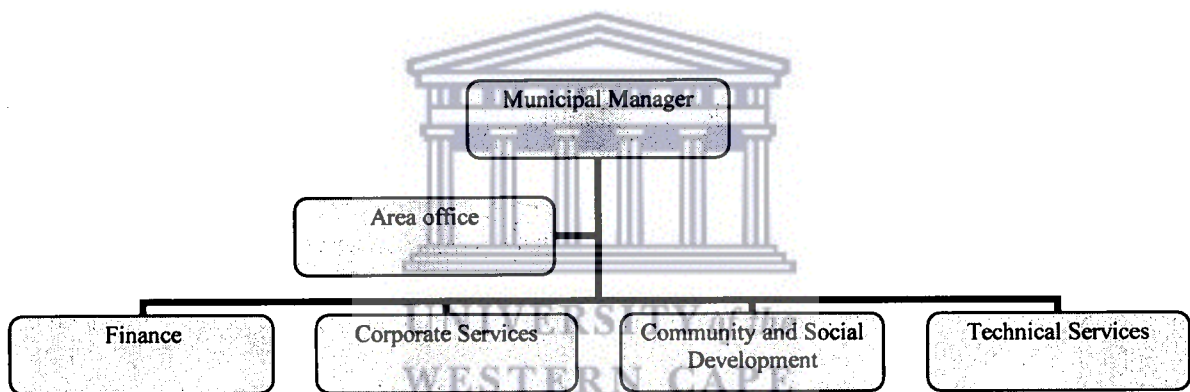 Municipal Manager
Area office
Finance
Corporate Services
Community and Social
Development
Technical Services
UNIVERSITY of the
WESTERN CAPE